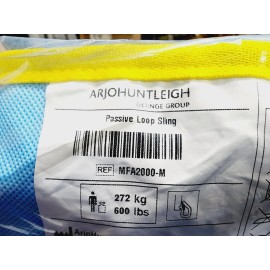 ARJOHUNTLEIGH
GETINGE GROUP
Passive Loop Sling
REF MFA2000-M
272 kg
600 lbs